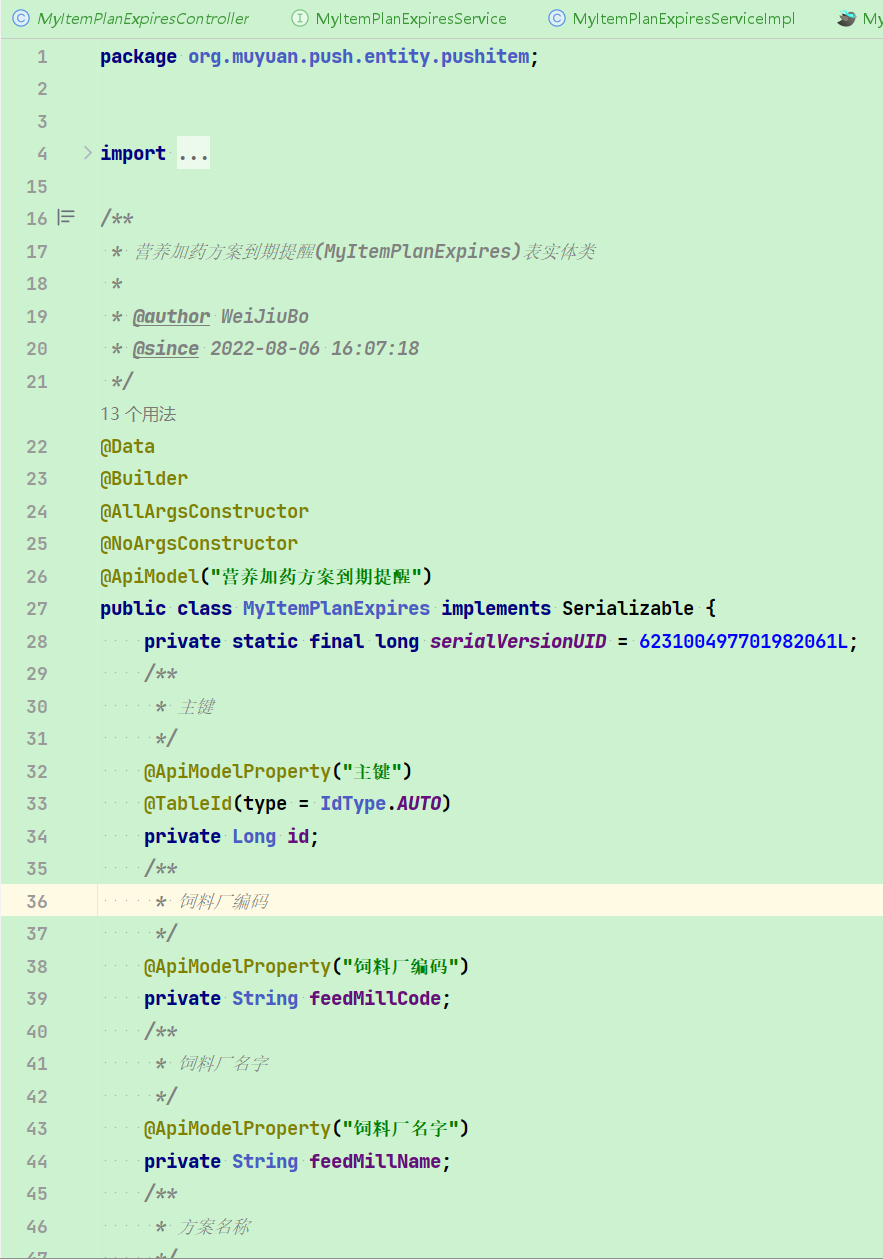 MyItemPlanExpiresController MyItemPlanExpiresService MyItemPlanExpiresServiceImpl My
1 package org.muyuan.push.entity.pushitem;
2
3
4 import ...
15
16 /**
17 * 营养加药方案到期提醒(MyItemPlanExpires)表实体类
18 *
19 * @author WeiJiuBo
20 * @since 2022-08-06 16:07:18
21 */
13 个用法
22 @Data
23 @Builder
24 @AllArgsConstructor
25 @NoArgsConstructor
26 @ApiModel("营养加药方案到期提醒")
27 public class MyItemPlanExpires implements Serializable {
28 private static final long serialVersionUID = 623100497701982061L;
29 /**
30 * 主键
31 */
32 @ApiModelProperty("主键")
33 @TableId(type = IdType.AUTO)
34 private Long id;
35 /**
36 * 饲料厂编码
37 */
38 @ApiModelProperty("饲料厂编码")
39 private String feedMillCode;
40 /**
41 * 饲料厂名字
42 */
43 @ApiModelProperty("饲料厂名字")
44 private String feedMillName;
45 /**
46 * 方案名称
47 */